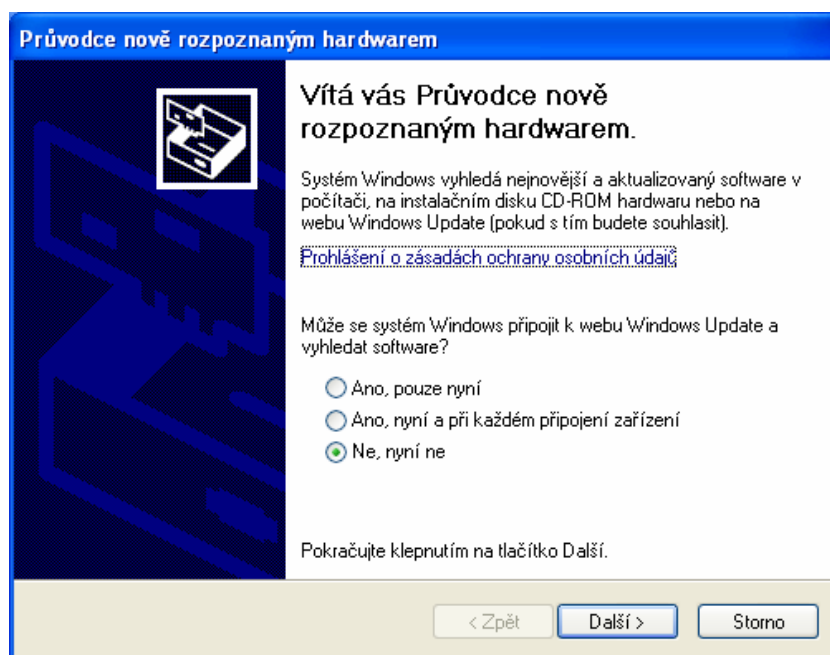 Průvodce nově rozpoznaným hardwarem
Vítá vás Průvodce nově
rozpoznaným hardwarem.
Systém Windows vyhledá nejnovější a aktualizovaný software v
počítači, na instalačním disku CD-ROM hardwaru nebo na
webu Windows Update (pokud s tím budete souhlasit).
Prohlášení o zásadách ochrany osobních údajů
Může se systém Windows připojit k webu Windows Update a
vyhledat software?
Ano, pouze nyní
Ano, nyní a při každém připojení zařízení
Ne, nyní ne
Pokračujte klepnutím na tlačítko Další.
< Zpět Další > Storno